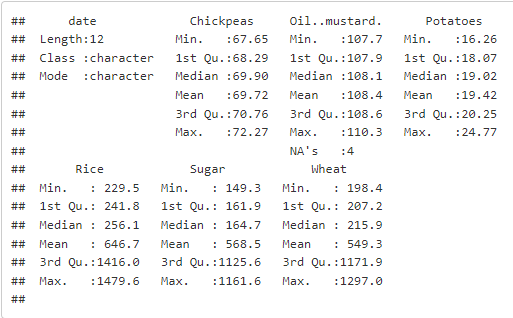 ##      date             Chickpeas     Oil..mustard.      Potatoes
##  Length:12          Min.   :67.65   Min.   :107.7   Min.   :16.26
##  Class :character   1st Qu.:68.29   1st Qu.:107.9   1st Qu.:18.07
##  Mode  :character   Median :69.90   Median :108.1   Median :19.02
##                     Mean   :69.72   Mean   :108.4   Mean   :19.42
##                     3rd Qu.:70.76   3rd Qu.:108.6   3rd Qu.:20.25
##                     Max.   :72.27   Max.   :110.3   Max.   :24.77
##                                     NA's   :4
##       Rice            Sugar            Wheat
##  Min.   : 229.5   Min.   : 149.3   Min.   : 198.4
##  1st Qu.: 241.8   1st Qu.: 161.9   1st Qu.: 207.2
##  Median : 256.1   Median : 164.7   Median : 215.9
##  Mean   : 646.7   Mean   : 568.5   Mean   : 549.3
##  3rd Qu.:1416.0   3rd Qu.:1125.6   3rd Qu.:1171.9
##  Max.   :1479.6   Max.   :1161.6   Max.   :1297.0
##